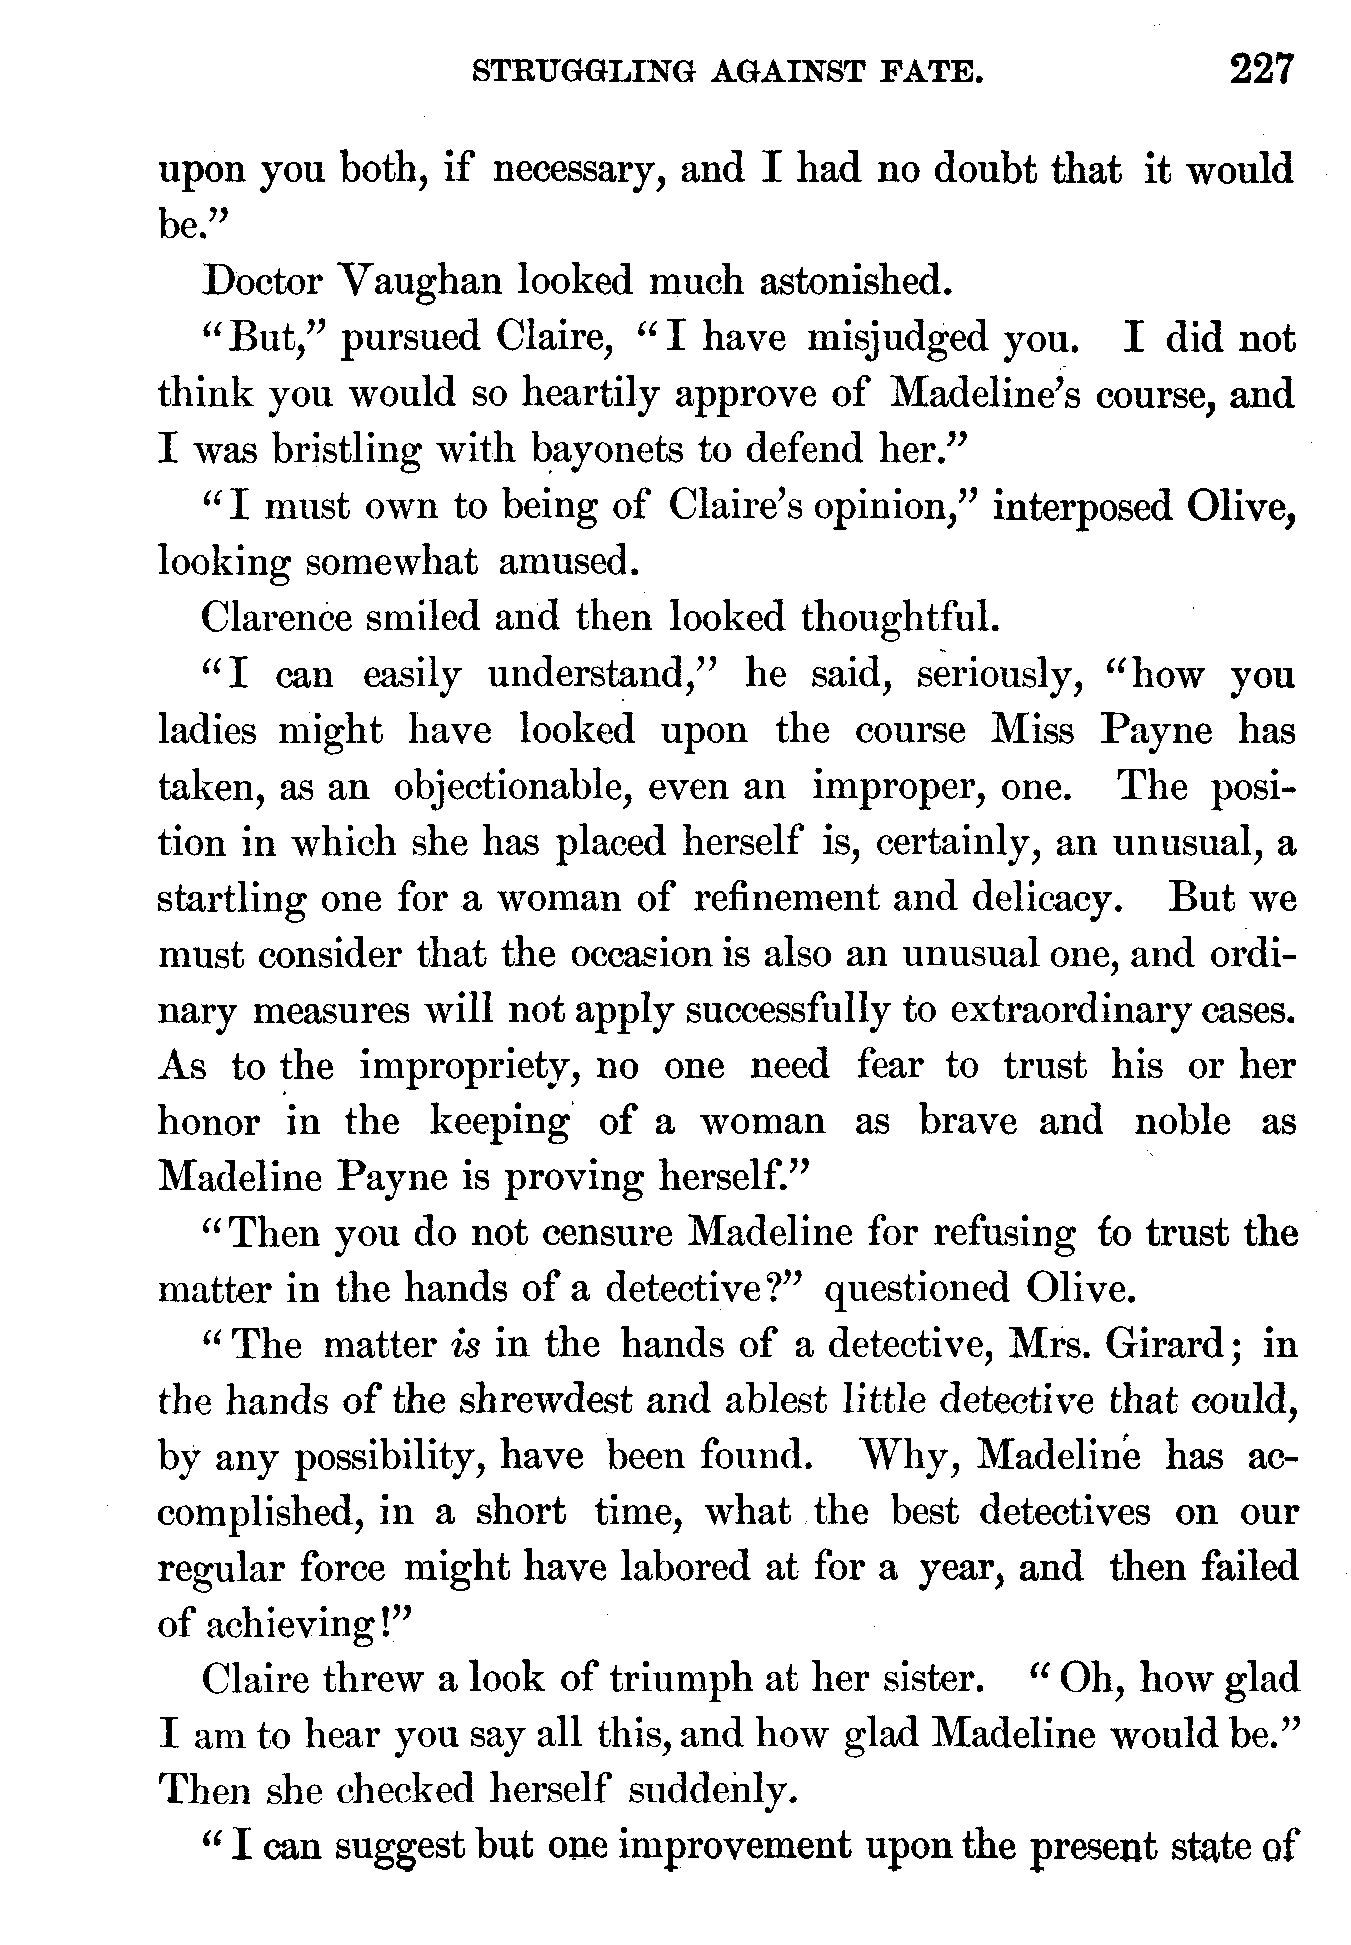 STRUGGLING AGAINST FATE. 227
upon you both, if necessary, and I had no doubt that it would
be.”
Doctor Vaughan looked much astonished.
“But,” pursued Claire, “I have misjudged you. I did not
think you would so heartily approve of Madeline’s course, and
I was bristling with bayonets to defend her.”
“I must own to being of Claire’s opinion,” interposed Olive,
looking somewhat amused.
Clarence smiled and then looked thoughtful.
“I can easily understand,” he said, seriously, “how you
ladies might have looked upon the course Miss Payne has
taken, as an objectionable, even an improper, one. The posi-
tion in which she has placed herself is, certainly, an unusual, a
startling one for a woman of refinement and delicacy. But we
must consider that the occasion is also an unusual one, and ordi-
nary measures will not apply successfully to extraordinary cases.
As to the impropriety, no one need fear to trust his or her
honor in the keeping of a woman as brave and noble as
Madeline Payne is proving herself.”
“Then you do not censure Madeline for refusing to trust the
matter in the hands of a detective?” questioned Olive.
“The matter is in the hands of a detective, Mrs. Girard; in
the hands of the shrewdest and ablest little detective that could,
by any possibility, have been found. Why, Madeline has ac-
complished, in a short time, what the best detectives on our
regular force might have labored at for a year, and then failed
of achieving!”
Claire threw a look of triumph at her sister. “Oh, how glad
I am to hear you say all this, and how glad Madeline would be.”
Then she checked herself suddenly.
“I can suggest but one improvement upon the present state of